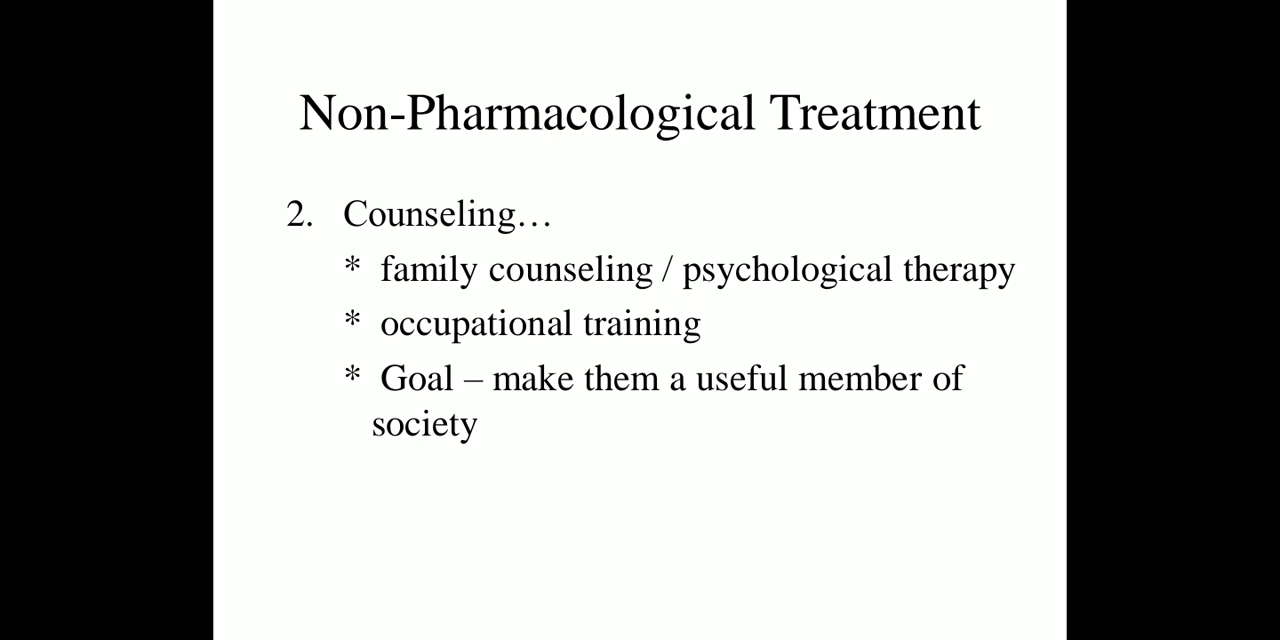 Non-Pharmacological Treatment
2. Counseling…
* family counseling / psychological therapy
* occupational training
* Goal – make them a useful member of
society